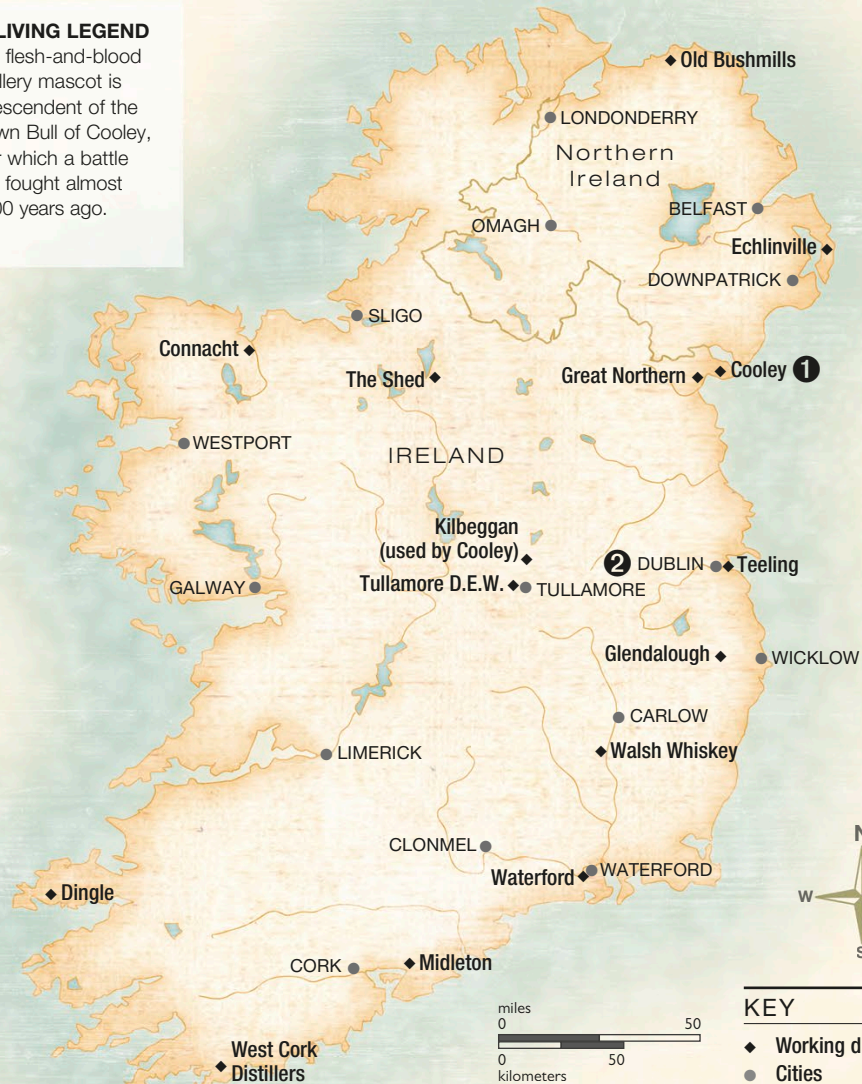 LIVING LEGEND
flesh-and-blood
llery mascot is
escendent of the
wn Bull of Cooley,
which a battle
fought almost
00 years ago.
Old Bushmills
LONDONDERRY
Northern
Ireland
BELFAST
OMAGH
Echlinville
DOWNPATRICK
SLIGO
Connacht
The Shed
Great Northern
Cooley 1
WESTPORT
IRELAND
Kilbeggan
(used by Cooley)
2 DUBLIN
Teeling
GALWAY
Tullamore D.E.W.
TULLAMORE
Glendalough
WICKLOW
CARLOW
LIMERICK
Walsh Whiskey
CLONMEL
Waterford
WATERFORD
Dingle
N
W
S
CORK
Midleton
miles
0 50
0 50
kilometers
KEY
Working d
Cities
West Cork
Distillers